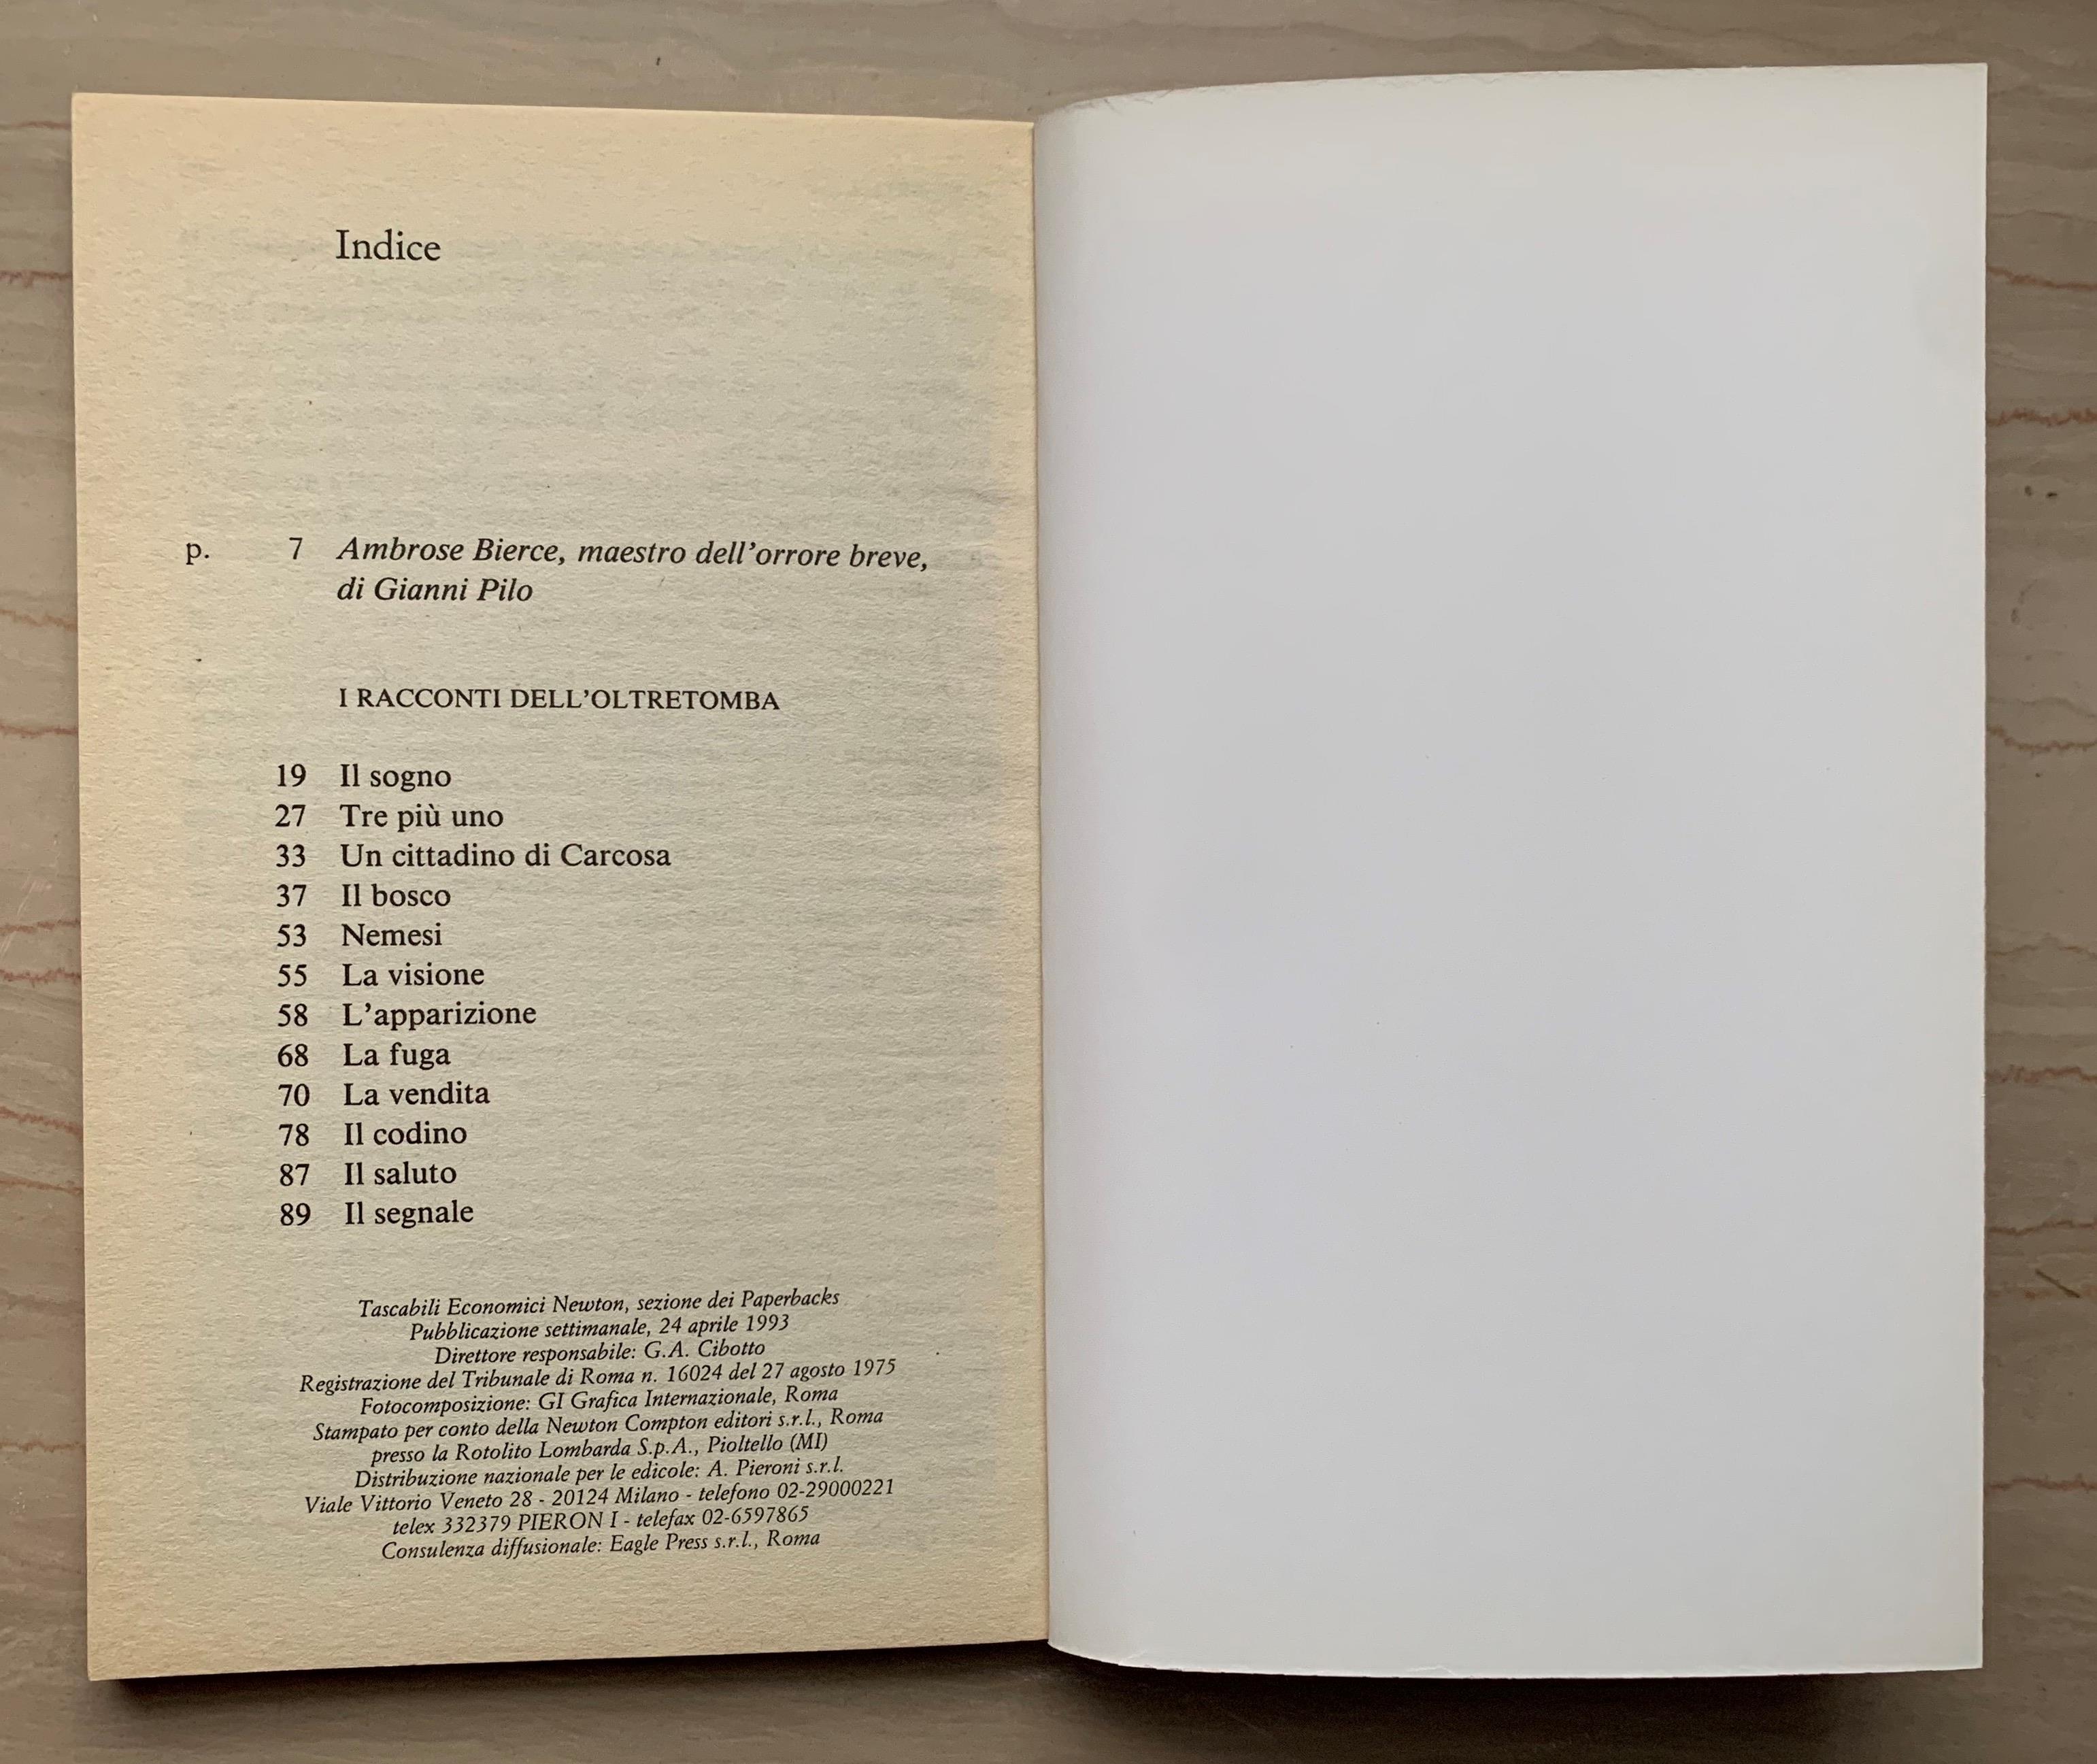 Indice
p. 7 Ambrose Bierce, maestro dell'orrore breve,
di Gianni Pilo
I RACCONTI DELL'OLTRETOMBA
19 Il sogno
27 Tre più uno
33 Un cittadino di Carcosa
37 Il bosco
53 Nemesi
55 La visione
58 L'apparizione
68 La fuga
70 La vendita
78 Il codino
87 Il saluto
89 Il segnale
Tascabili Economici Newton, sezione dei Paperbacks
Pubblicazione settimanale, 24 aprile 1993
Direttore responsabile: G.A. Cibotto
Registrazione del Tribunale di Roma n. 16024 del 27 agosto 1975
Fotocomposizione: GI Grafica Internazionale, Roma
Stampato per conto della Newton Compton editori s.r.l., Roma
presso la Rotolito Lombarda S.p.A., Pioltello (MI)
Distribuzione nazionale per le edicole: A. Pieroni s.r.l.
Viale Vittorio Veneto 28 - 20124 Milano - telefono 02-29000221
telex 332379 PIERON I - telefax 02-6597865
Consulenza diffusionale: Eagle Press s.r.l., Roma